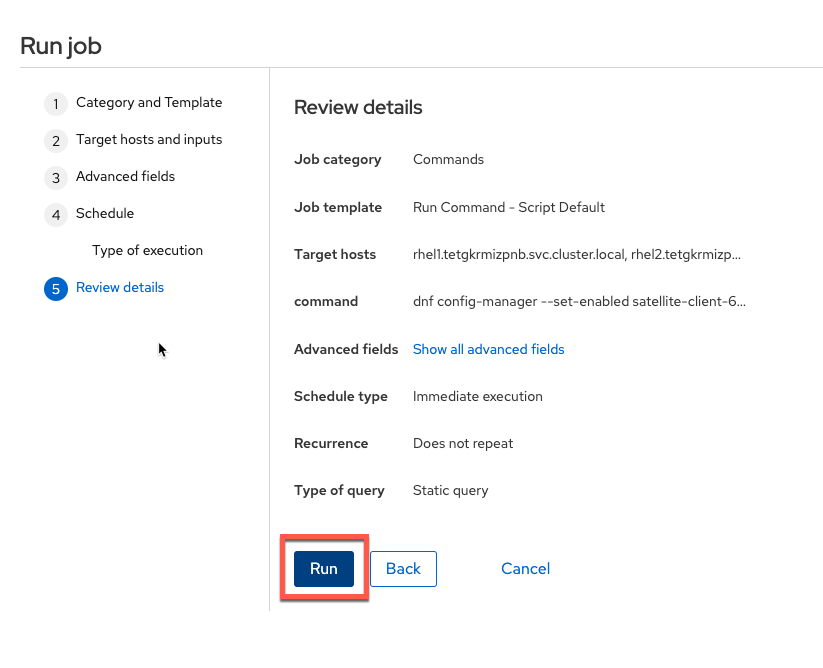 Run job
1 Category and Template
2 Target hosts and inputs
3 Advanced fields
4 Schedule
Type of execution
5 Review details
Review details
Job category Commands
Job template Run Command - Script Default
Target hosts rhel1.tetgkrmizpnb.svc.cluster.local, rhel2.tetgkrmizp...
command dnf config-manager --set-enabled satellite-client-6...
Advanced fields Show all advanced fields
Schedule type Immediate execution
Recurrence Does not repeat
Type of query Static query
Run Back Cancel